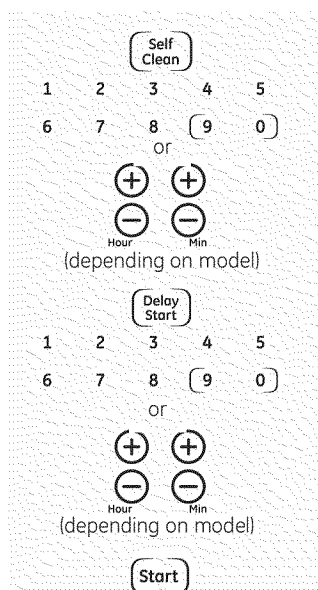 Self
Clean
1 2 3 4 5
6 7 8 9 0
or
Hour Min
(depending on model)
Delay
Start
1 2 3 4 5
6 7 8 9 0
or
Hour Min
(depending on model)
Start